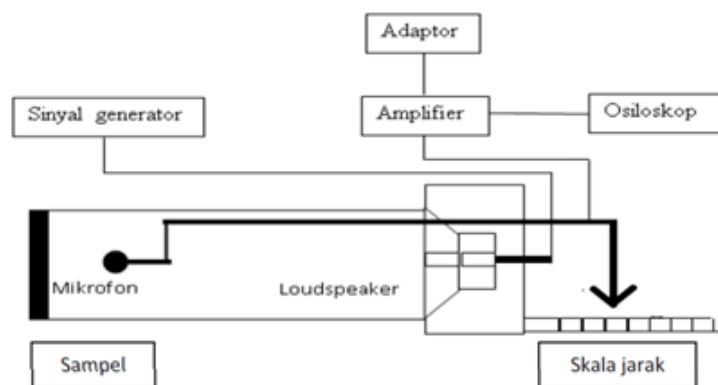 Adaptor
Sinyal generator
Amplifier
Osiloskop
Mikrofon
Loudspeaker
Sampel
Skala jarak